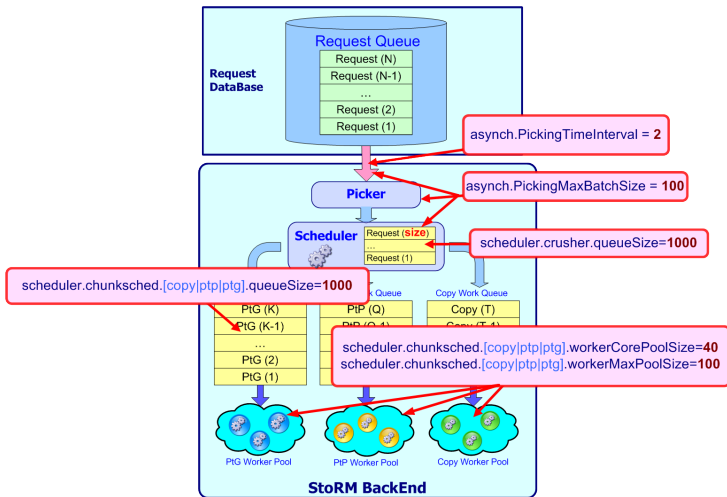 Request Queue
Request (N)
Request (N-1)
...
Request (2)
Request (1)
Request
DataBase
asynch.PickingTimeInterval = 2
Picker
asynch.PickingMaxBatchSize = 100
Scheduler
Request (size)
...
Request (1)
scheduler.crusher.queueSize=1000
scheduler.chunksched.[copy|ptp|ptg].queueSize=1000
Queue
Copy Work Queue
PtG (K)
PtG (K-1)
...
PtG (2)
PtG (1)
PtP (Q)
Copy (T)
scheduler.chunksched.[copy|ptp|ptg].workerCorePoolSize=40
scheduler.chunksched.[copy|ptp|ptg].workerMaxPoolSize=100
PtG Worker Pool
PtP Worker Pool
Copy Worker Pool
StoRM BackEnd